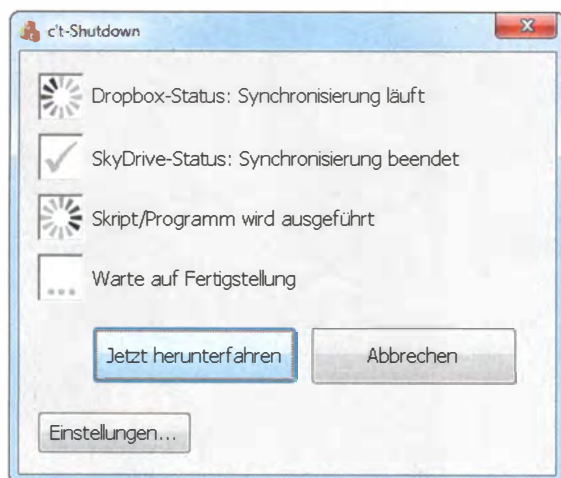 c't-Shutdown
Dropbox-Status: Synchronisierung läuft
SkyDrive-Status: Synchronisierung beendet
Skript/Programm wird ausgeführt
Warte auf Fertigstellung
Jetzt herunterfahren
Abbrechen
Einstellungen...